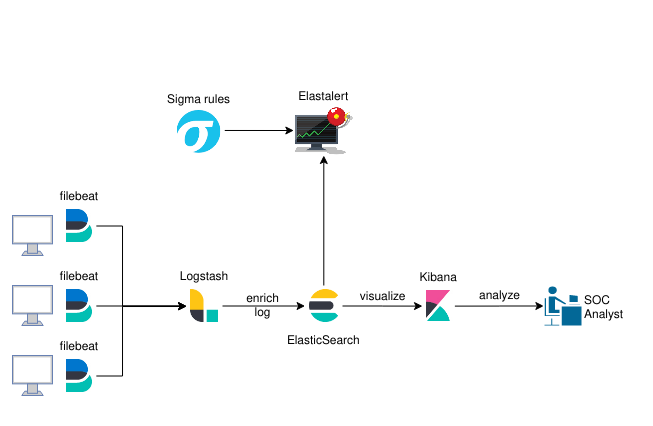 Elastalert
Sigma rules
filebeat
filebeat
Logstash
Kibana
enrich
log
visualize
analyze
SOC
Analyst
ElasticSearch
filebeat